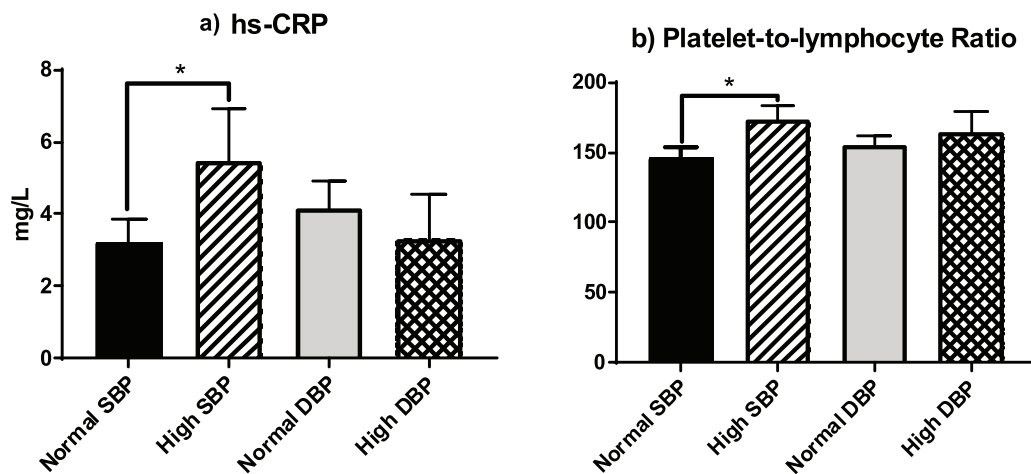 a) hs-CRP
8
6
4
2
0
mg/L
*
Normal SBP
High SBP
Normal DBP
High DBP
b) Platelet-to-lymphocyte Ratio
200
150
100
50
0
*
Normal SBP
High SBP
Normal DBP
High DBP